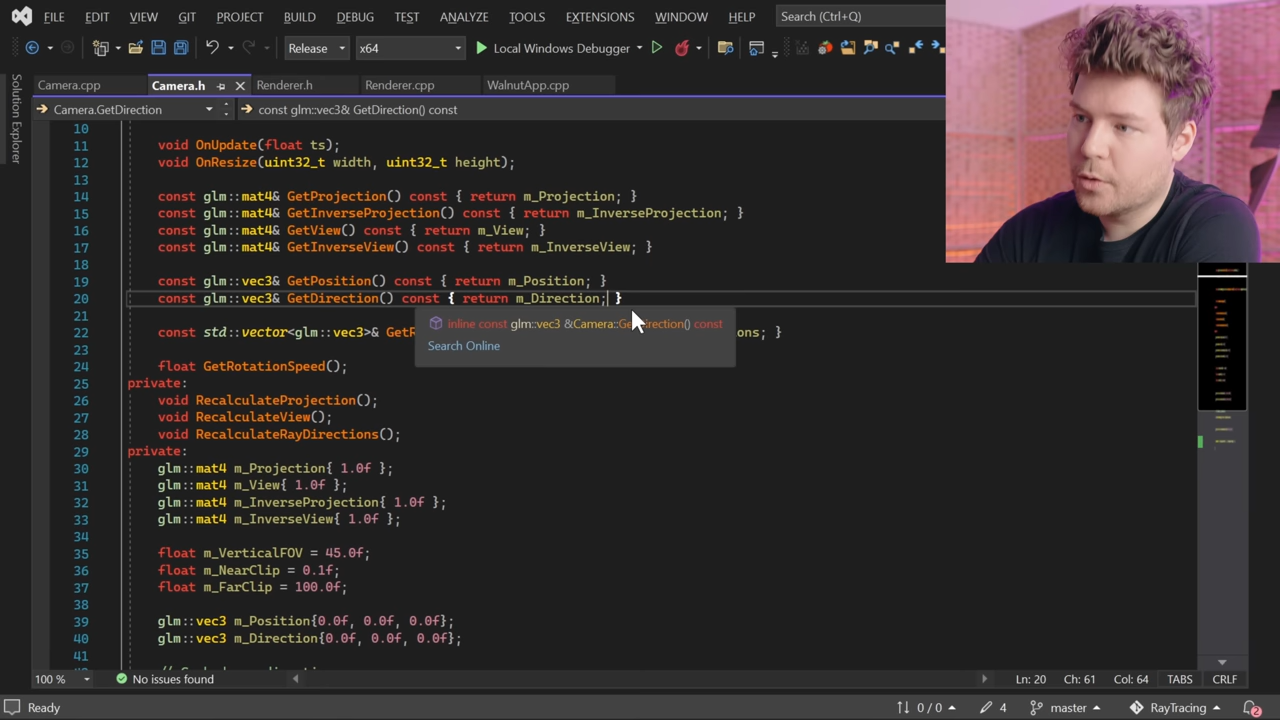 FILE EDIT VIEW GIT PROJECT BUILD DEBUG TEST ANALYZE TOOLS EXTENSIONS WINDOW HELP Search (Ctrl+Q)
Release x64 Local Windows Debugger
Solution Explorer
Camera.cpp Camera.h Renderer.h Renderer.cpp WalnutApp.cpp
Camera.GetDirection const glm::vec3& GetDirection() const
10
11 void OnUpdate(float ts);
12 void OnResize(uint32_t width, uint32_t height);
13
14 const glm::mat4& GetProjection() const { return m_Projection; }
15 const glm::mat4& GetInverseProjection() const { return m_InverseProjection; }
16 const glm::mat4& GetView() const { return m_View; }
17 const glm::mat4& GetInverseView() const { return m_InverseView; }
18
19 const glm::vec3& GetPosition() const { return m_Position; }
20 const glm::vec3& GetDirection() const { return m_Direction; }
21
inline const glm::vec3 &Camera::GetDirection() const
Search Online
22 const std::vector<glm::vec3>& GetR ons; }
23
24 float GetRotationSpeed();
25 private:
26 void RecalculateProjection();
27 void RecalculateView();
28 void RecalculateRayDirections();
29 private:
30 glm::mat4 m_Projection{ 1.0f };
31 glm::mat4 m_View{ 1.0f };
32 glm::mat4 m_InverseProjection{ 1.0f };
33 glm::mat4 m_InverseView{ 1.0f };
34
35 float m_VerticalFOV = 45.0f;
36 float m_NearClip = 0.1f;
37 float m_FarClip = 100.0f;
38
39 glm::vec3 m_Position{0.0f, 0.0f, 0.0f};
40 glm::vec3 m_Direction{0.0f, 0.0f, 0.0f};
41
100 % No issues found Ln: 20 Ch: 61 Col: 64 TABS CRLF
Ready 0 / 0 4 master RayTracing 2